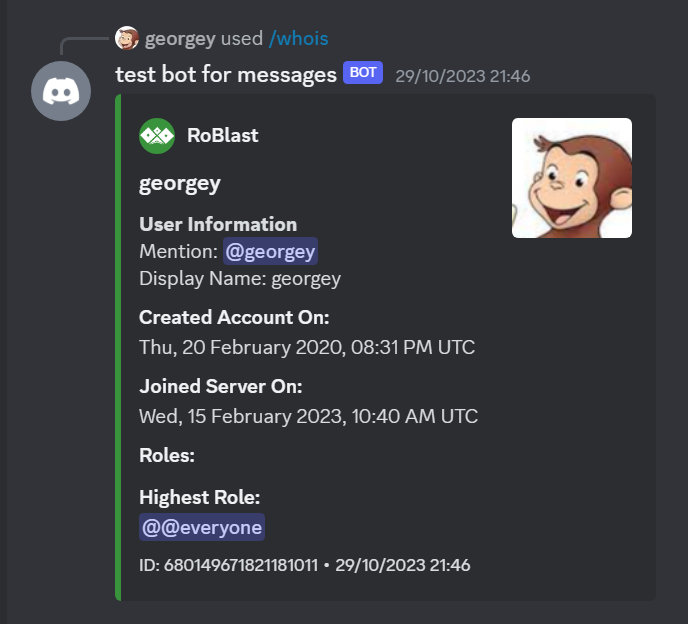 georgey used /whois
test bot for messages BOT 29/10/2023 21:46
RoBlast
georgey
User Information
Mention: @georgey
Display Name: georgey
Created Account On:
Thu, 20 February 2020, 08:31 PM UTC
Joined Server On:
Wed, 15 February 2023, 10:40 AM UTC
Roles:
Highest Role:
@@everyone
ID: 680149671821181011 • 29/10/2023 21:46